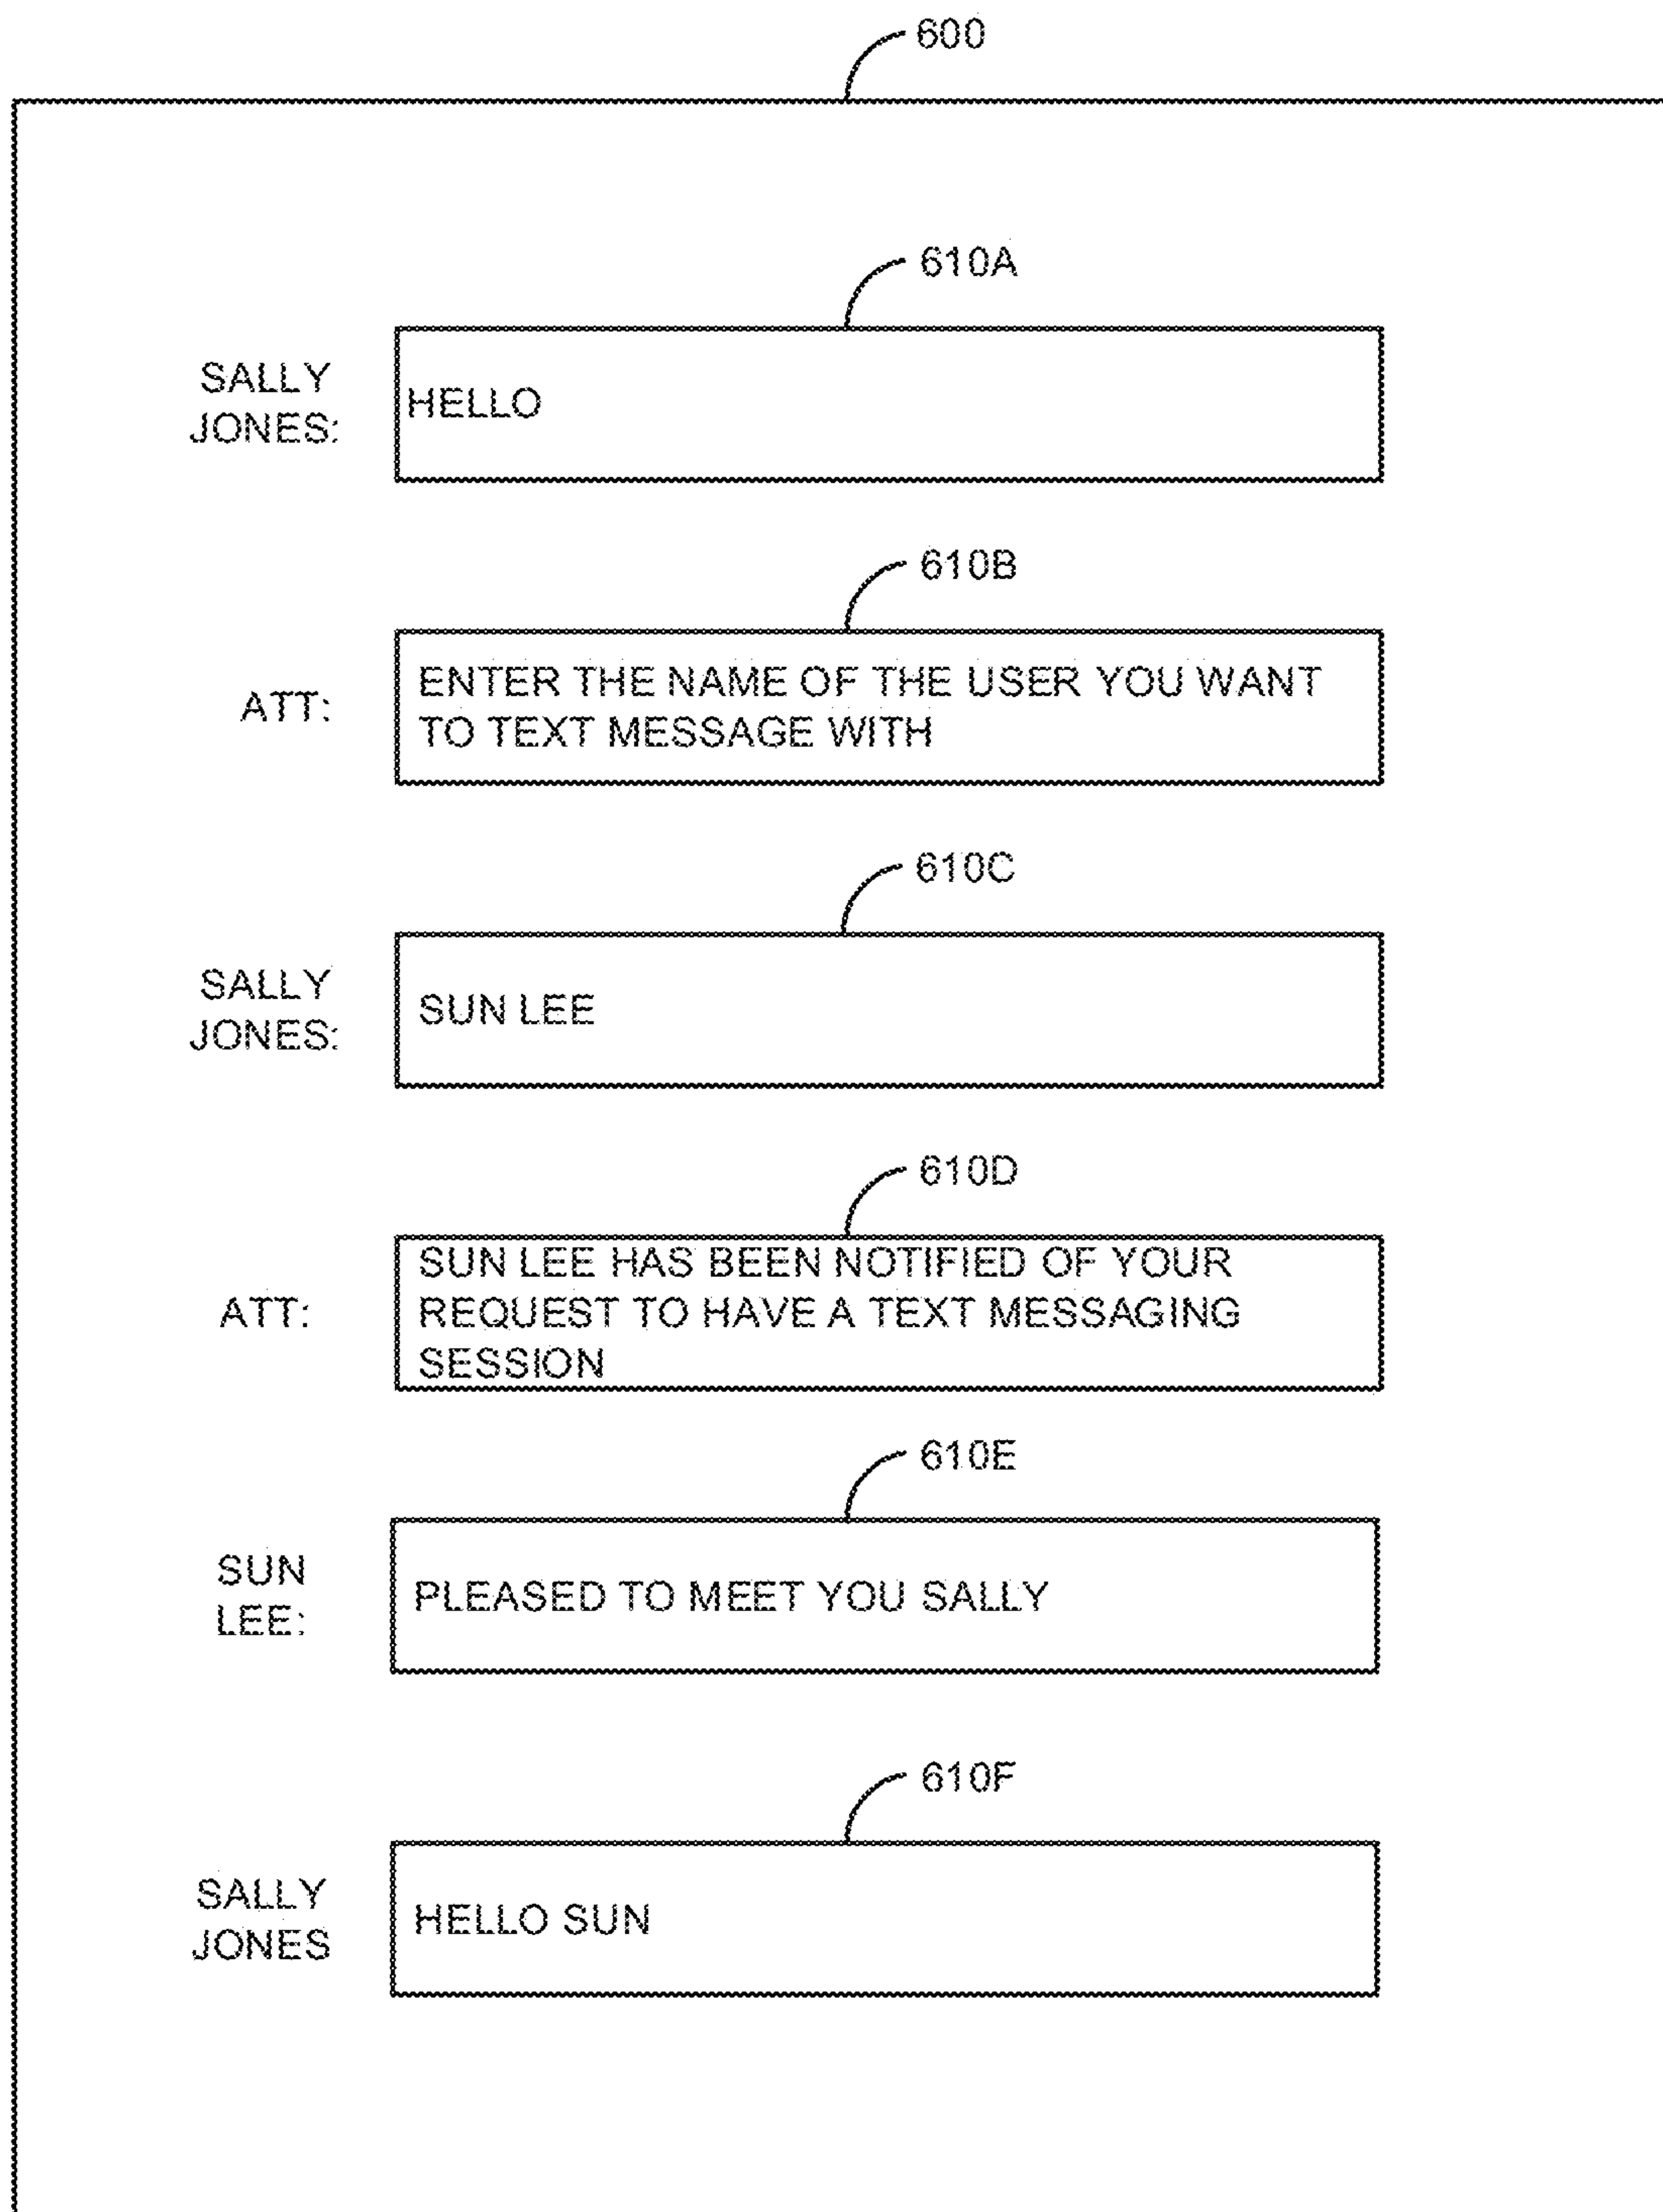 600
610A
SALLY
JONES:
HELLO
610B
ATT:
ENTER THE NAME OF THE USER YOU WANT
TO TEXT MESSAGE WITH
610C
SALLY
JONES:
SUN LEE
610D
ATT:
SUN LEE HAS BEEN NOTIFIED OF YOUR
REQUEST TO HAVE A TEXT MESSAGING
SESSION
610E
SUN
LEE:
PLEASED TO MEET YOU SALLY
610F
SALLY
JONES
HELLO SUN